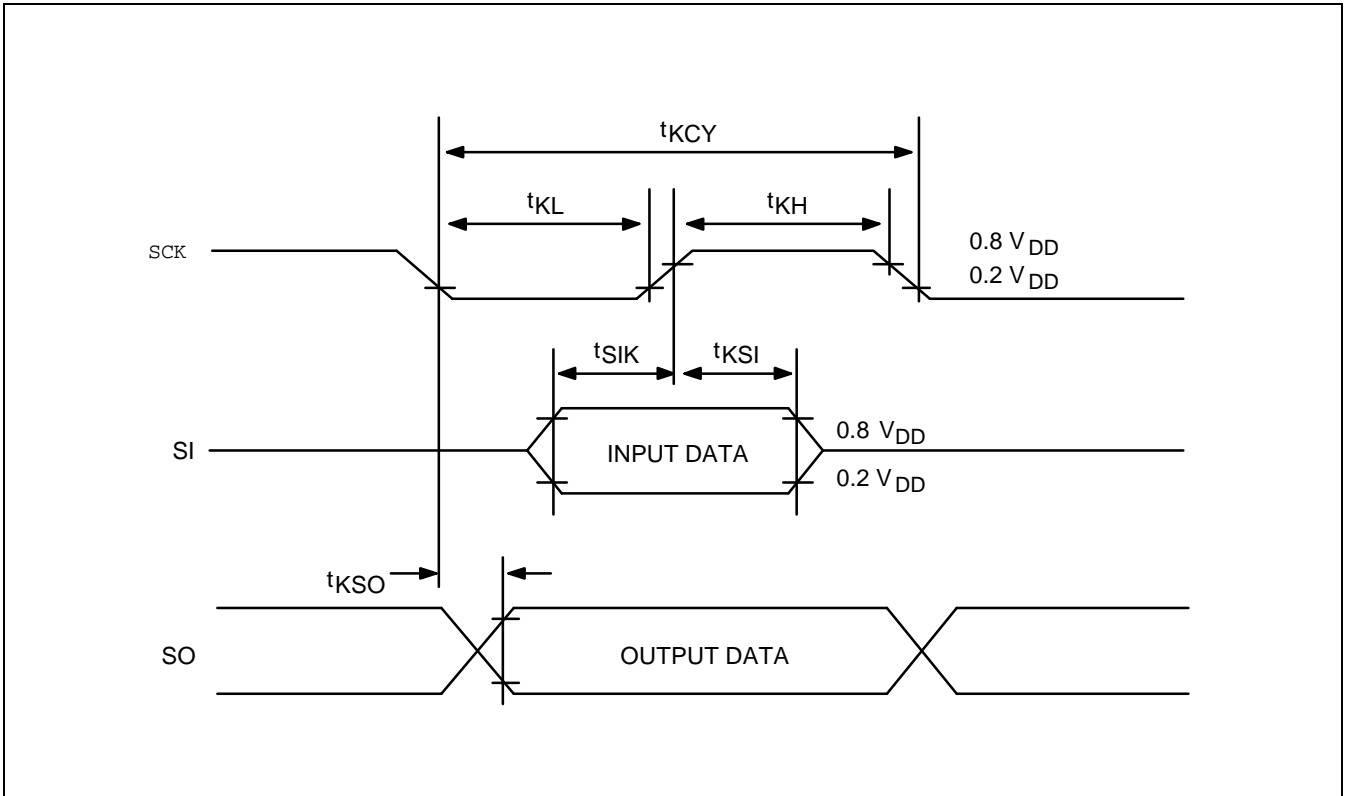 tKCY
tKL
tKH
SCK
0.8 VDD
0.2 VDD
tSIK
tKSI
SI
INPUT DATA
0.8 VDD
0.2 VDD
tKSO
SO
OUTPUT DATA